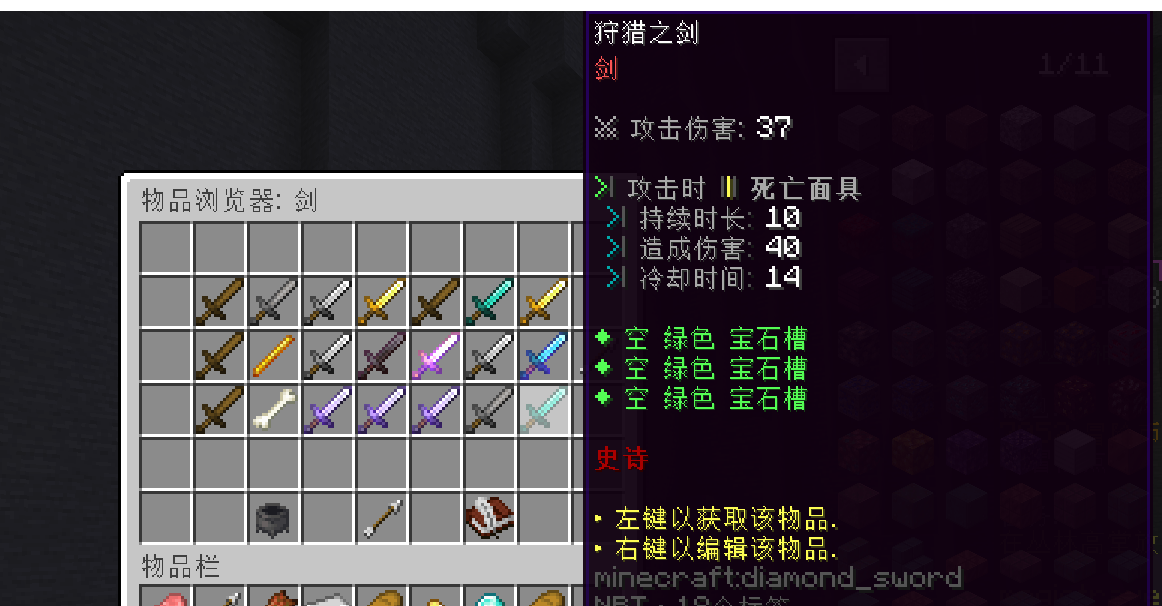 狩猎之剑
剑
1/11
攻击伤害: 37
攻击时 || 死亡面具
持续时长: 10
造成伤害: 40
冷却时间: 14
物品浏览器: 剑
◆ 空 绿色 宝石槽
◆ 空 绿色 宝石槽
◆ 空 绿色 宝石槽
史诗
• 左键以获取该物品.
• 右键以编辑该物品.
物品栏
minecraft:diamond_sword